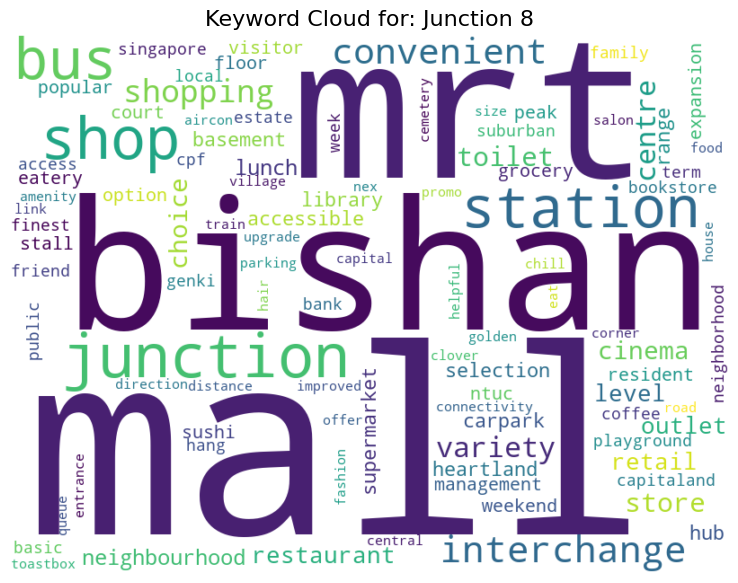 Keyword Cloud for: Junction 8
bus
singapore
visitor
floor
convenient
family
popular
local
shopping
mrt
expansion
court
aircon
estate
week
cemetery
size
peak
salon
centre
range
shop
basement
suburban
food
access
cpf
lunch
toilet
grocery
term
eatery
village
nex
promo
bookstore
amenity
option
choice
library
link
train
accessible
station
finest
stall
upgrade
bishan
house
friend
genki
parking
capital
chill
public
hair
bank
helpful
eat
neighborhood
junction
golden
corner
clover
cinema
direction
distance
improved
selection
resident
supermarket
ntuc
level
connectivity
coffee
road
mall
sushi
offer
carpark
outlet
hang
variety
playground
entrance
fashion
heartland
retail
queue
management
capitaland
weekend
store
central
hub
basic
toastbox
neighbourhood
restaurant
interchange